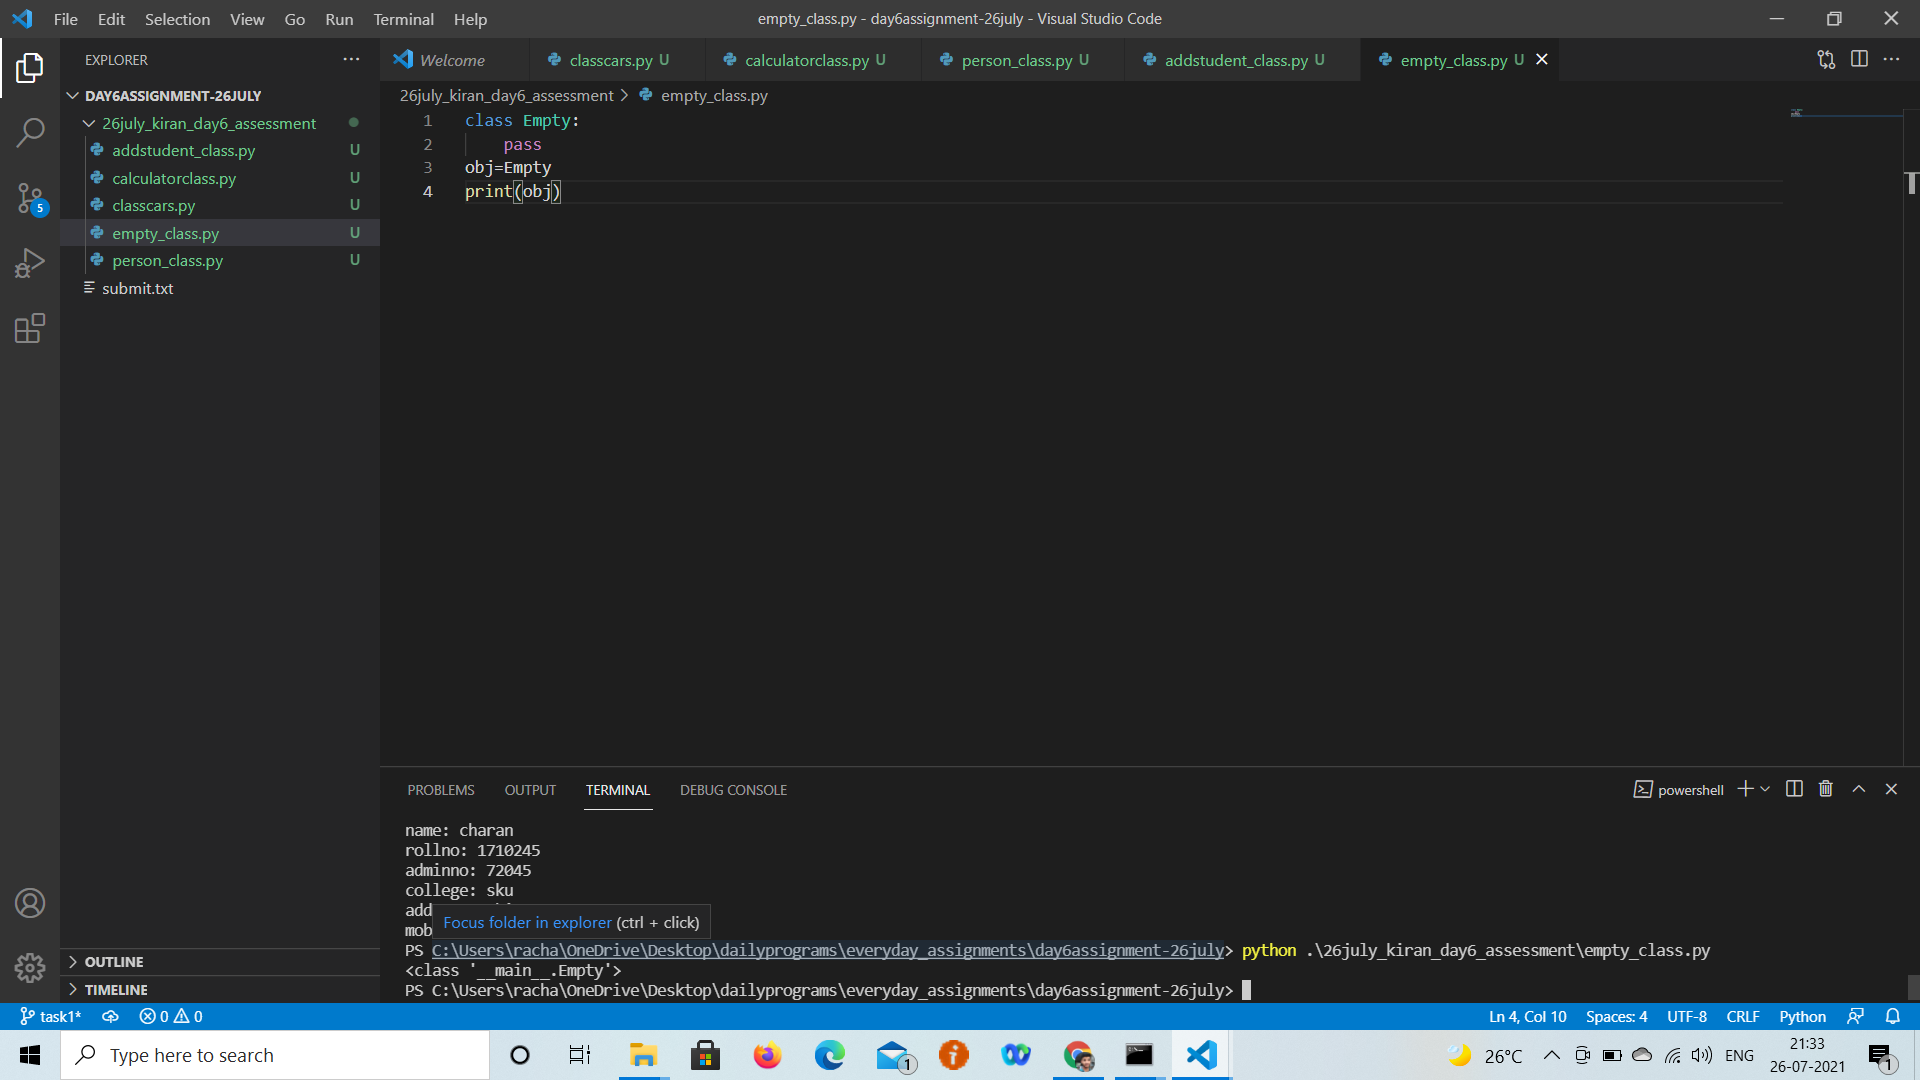 File Edit Selection View Go Run Terminal Help
empty_class.py - day6assignment-26july - Visual Studio Code
EXPLORER
Welcome
classcars.py U
calculatorclass.py U
person_class.py U
addstudent_class.py U
empty_class.py U
DAY6ASSIGNMENT-26JULY
26july_kiran_day6_assessment
addstudent_class.py U
calculatorclass.py U
classcars.py U
empty_class.py U
person_class.py U
submit.txt
5
26july_kiran_day6_assessment > empty_class.py
1 class Empty:
2 pass
3 obj=Empty
4 print(obj)
PROBLEMS OUTPUT TERMINAL DEBUG CONSOLE
powershell
name: charan
rollno: 1710245
adminno: 72045
college: sku
add
mob
Focus folder in explorer (ctrl + click)
PS C:\Users\racha\OneDrive\Desktop\dailyprograms\everyday_assignments\day6assignment-26july> python .\26july_kiran_day6_assessment\empty_class.py
<class '__main__.Empty'>
PS C:\Users\racha\OneDrive\Desktop\dailyprograms\everyday_assignments\day6assignment-26july>
OUTLINE
TIMELINE
task1* 0 0
Ln 4, Col 10 Spaces: 4 UTF-8 CRLF Python
Type here to search
1
26°C
ENG
21:33
26-07-2021
1